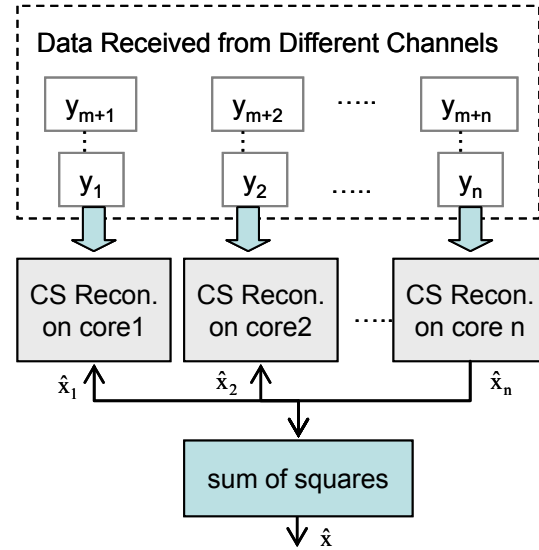 Data Received from Different Channels
y_{m+1} y_{m+2} ..... y_{m+n}
y_1 y_2 ..... y_n
CS Recon. CS Recon. CS Recon.
on core1 on core2 ..... on core n
x̂_1 x̂_2 x̂_n
sum of squares
x̂